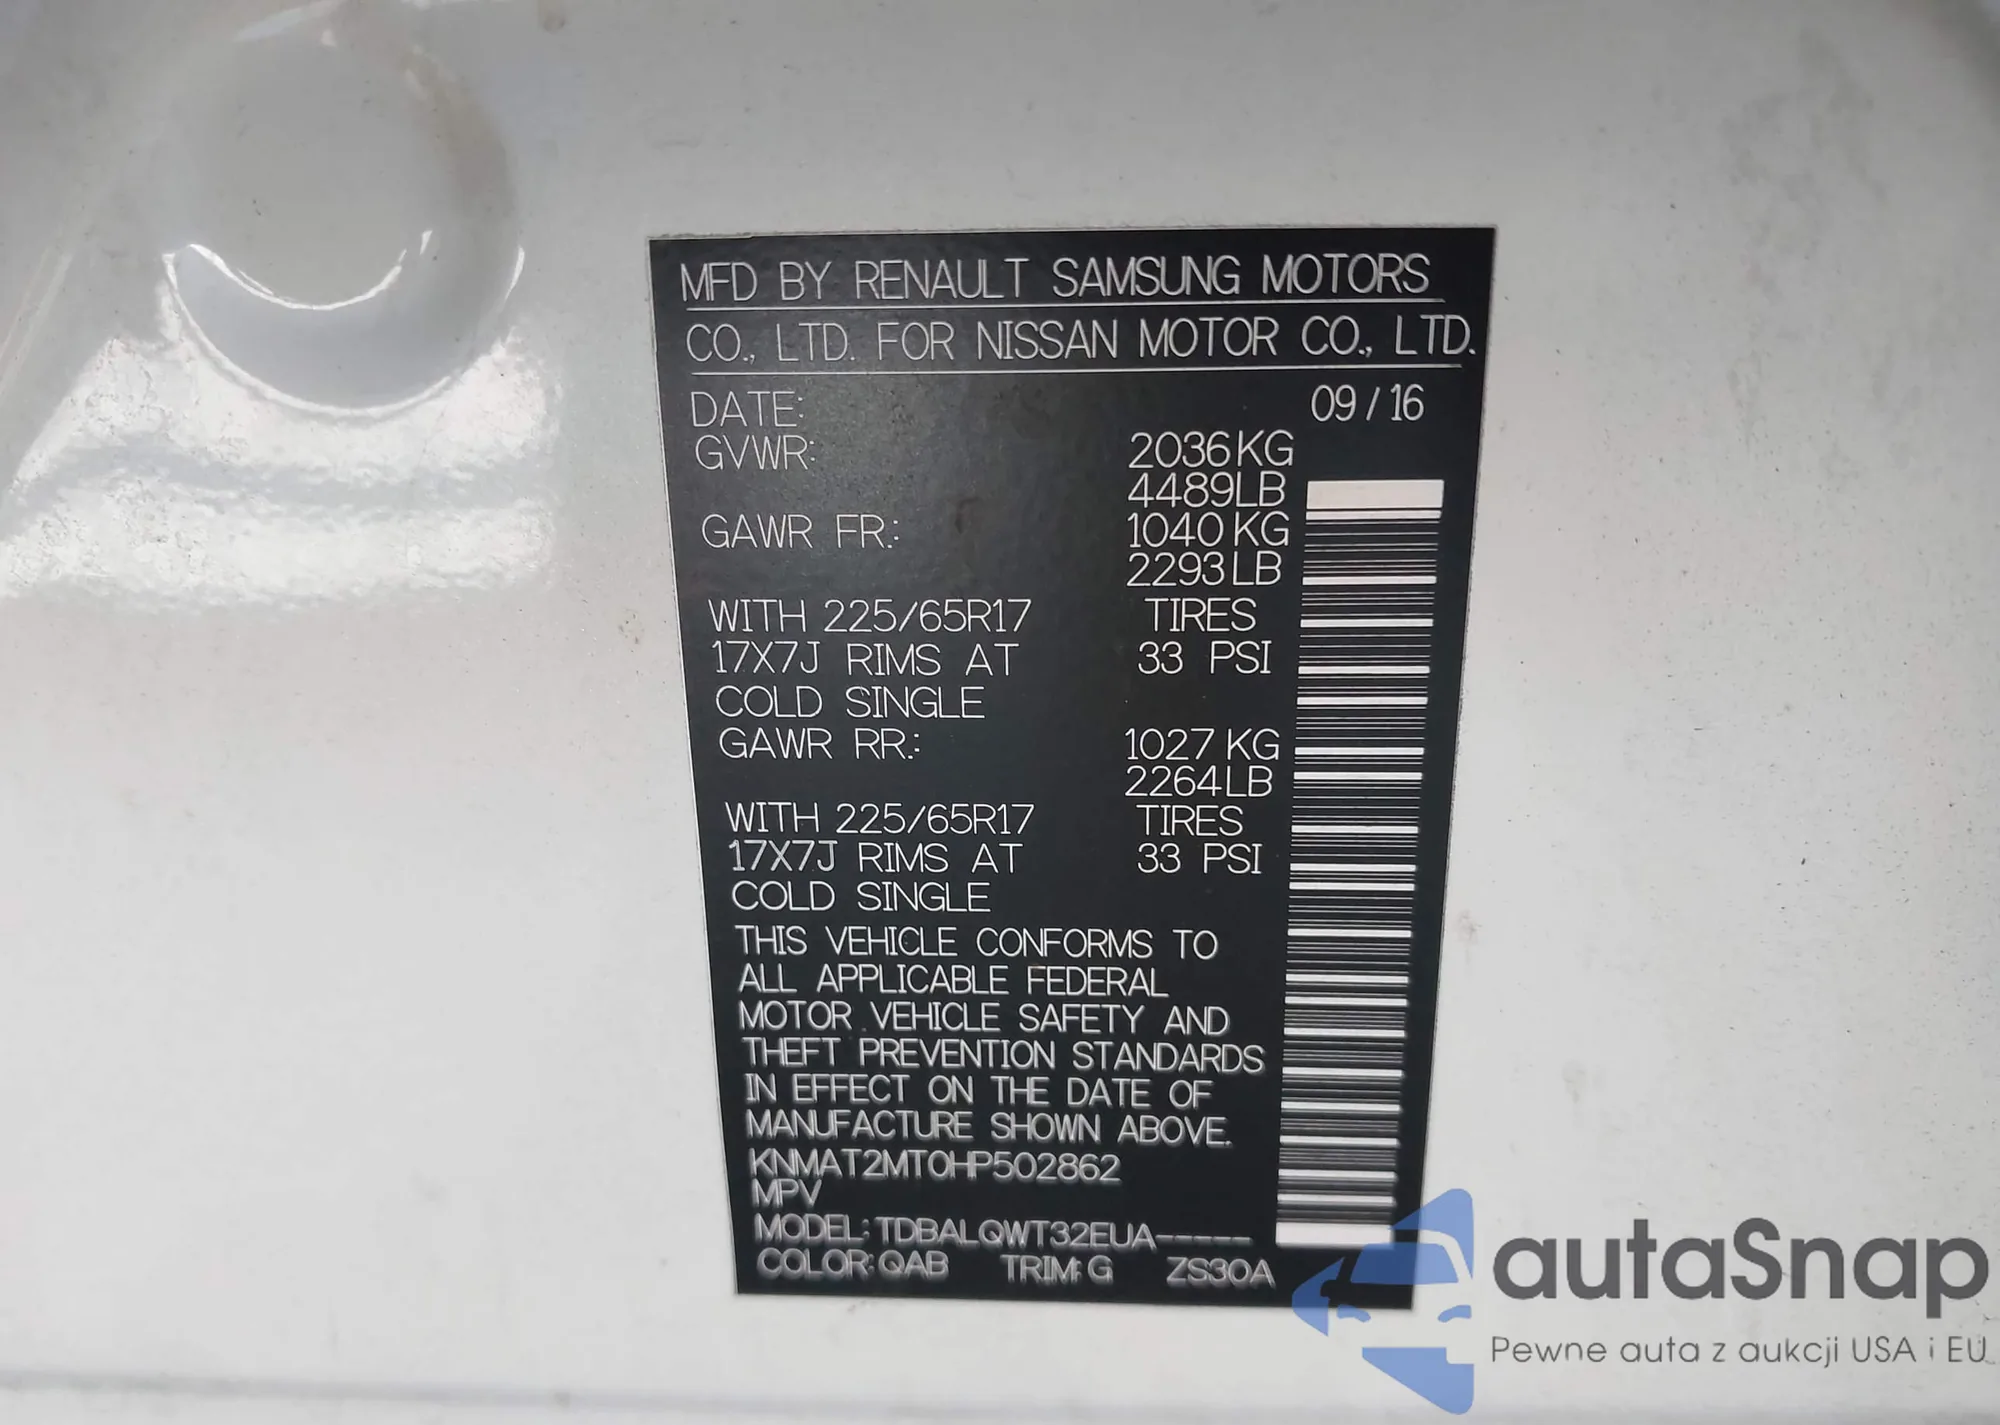 MFD BY RENAULT SAMSUNG MOTORS
CO., LTD. FOR NISSAN MOTOR CO., LTD.
DATE: 09 / 16
GVWR: 2036KG
4489LB
GAWR FR.: 1040KG
2293LB
WITH 225/65R17 TIRES
17X7J RIMS AT 33 PSI
COLD SINGLE
GAWR RR.: 1027KG
2264LB
WITH 225/65R17 TIRES
17X7J RIMS AT 33 PSI
COLD SINGLE
THIS VEHICLE CONFORMS TO
ALL APPLICABLE FEDERAL
MOTOR VEHICLE SAFETY AND
THEFT PREVENTION STANDARDS
IN EFFECT ON THE DATE OF
MANUFACTURE SHOWN ABOVE.
KNMAT2MT0HP502862
MPV
MODEL: TDBALQWT32EUA-----
COLOR: QAB TRIM: G ZS30A
autaSnap
Pewne auta z aukcji USA i EU